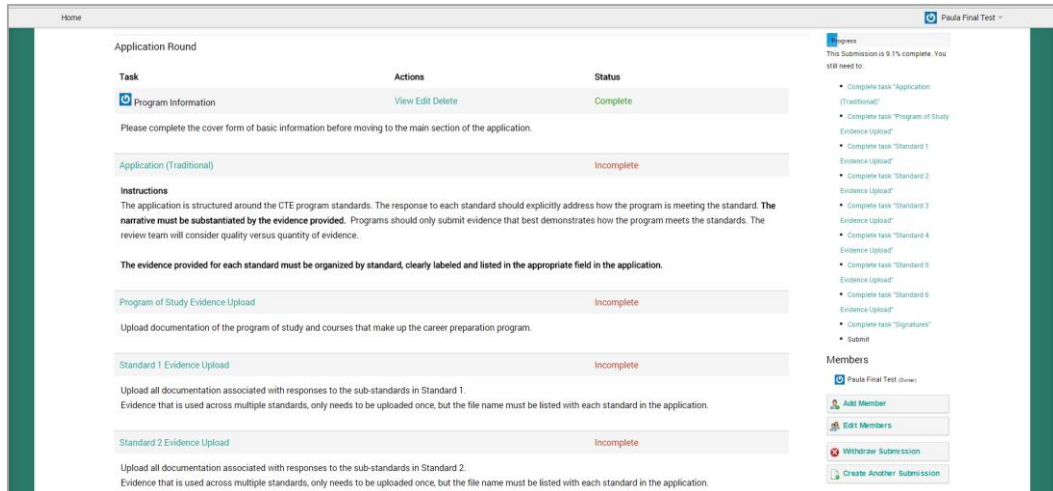 Home
Paula Final Test
Application Round
Task Actions Status
Program Information View Edit Delete Complete
Please complete the cover form of basic information before moving to the main section of the application.
Application (Traditional) Incomplete
Instructions
The application is structured around the CTE program standards. The response to each standard should explicitly address how the program is meeting the standard. The
narrative must be substantiated by the evidence provided. Programs should only submit evidence that best demonstrates how the program meets the standards. The
review team will consider quality versus quantity of evidence.
The evidence provided for each standard must be organized by standard, clearly labeled and listed in the appropriate field in the application.
Program of Study Evidence Upload Incomplete
Upload documentation of the program of study and courses that make up the career preparation program.
Standard 1 Evidence Upload Incomplete
Upload all documentation associated with responses to the sub-standards in Standard 1.
Evidence that is used across multiple standards, only needs to be uploaded once, but the file name must be listed with each standard in the application.
Standard 2 Evidence Upload Incomplete
Upload all documentation associated with responses to the sub-standards in Standard 2.
Evidence that is used across multiple standards, only needs to be uploaded once, but the file name must be listed with each standard in the application.
Progress
This Submission is 9.1% complete. You
still need to:
Complete task "Application
(Traditional)"
Complete task "Program of Study
Evidence Upload"
Complete task "Standard 1
Evidence Upload"
Complete task "Standard 2
Evidence Upload"
Complete task "Standard 3
Evidence Upload"
Complete task "Standard 4
Evidence Upload"
Complete task "Standard 5
Evidence Upload"
Complete task "Standard 6
Evidence Upload"
Complete task "Signatures"
Submit
Members
Paula Final Test (Owner)
Add Member
Edit Members
Withdraw Submission
Create Another Submission